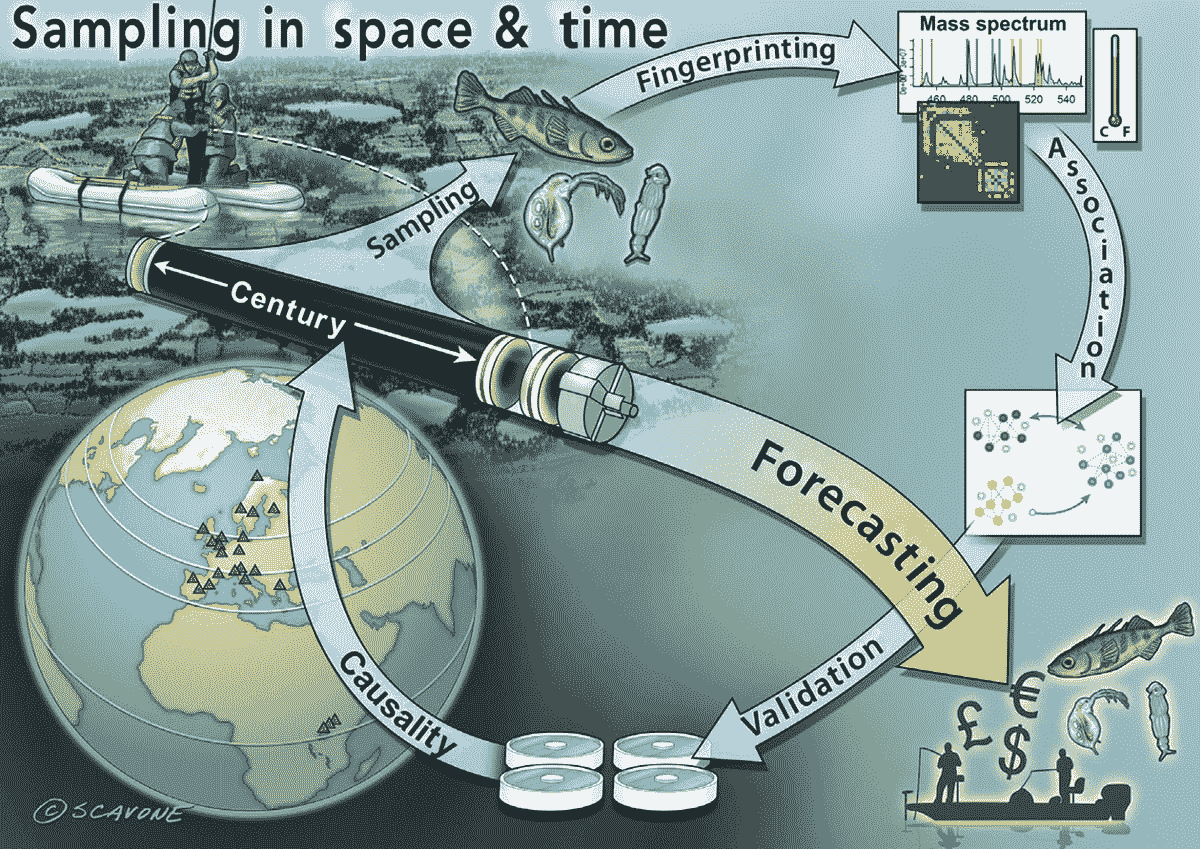 Sampling in space & time
Fingerprinting
Mass spectrum
460 480 500 520 540
C F
Association
Sampling
Century
Forecasting
Validation
Causality
£ € $
© SCAVONE